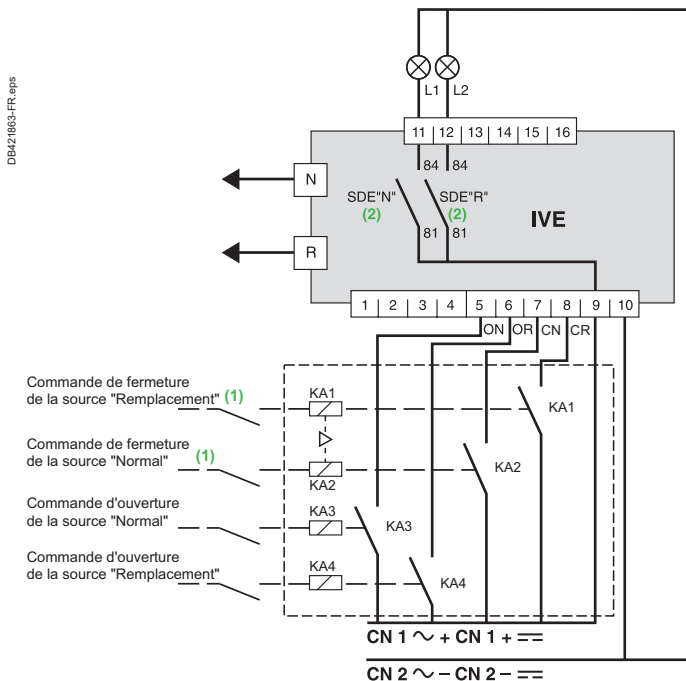 DB421863-FR.eps
L1 L2
11 12 13 14 15 16
84 84
N
SDE"N" SDE"R"
(2) (2)
IVE
81 81
R
1 2 3 4 5 6 7 8 9 10
ON OR CN CR
Commande de fermeture
de la source "Remplacement" (1)
KA1
KA1
Commande de fermeture
de la source "Normal" (1)
KA2
KA2
Commande d'ouverture
de la source "Normal"
KA3
KA3
Commande d'ouverture
de la source "Remplacement"
KA4
KA4
CN 1 ∼ + CN 1 + ⎓
CN 2 ∼ – CN 2 – ⎓